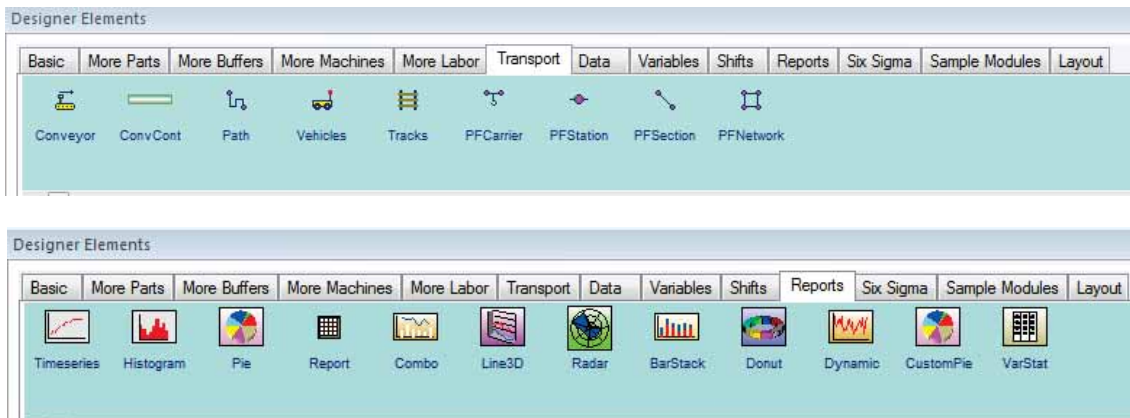 Designer Elements
Basic More Parts More Buffers More Machines More Labor Transport Data Variables Shifts Reports Six Sigma Sample Modules Layout
Conveyor ConvCont Path Vehicles Tracks PFCarrier PFStation PFSection PFNetwork
Designer Elements
Basic More Parts More Buffers More Machines More Labor Transport Data Variables Shifts Reports Six Sigma Sample Modules Layout
Timeseries Histogram Pie Report Combo Line3D Radar BarStack Donut Dynamic CustomPie VarStat